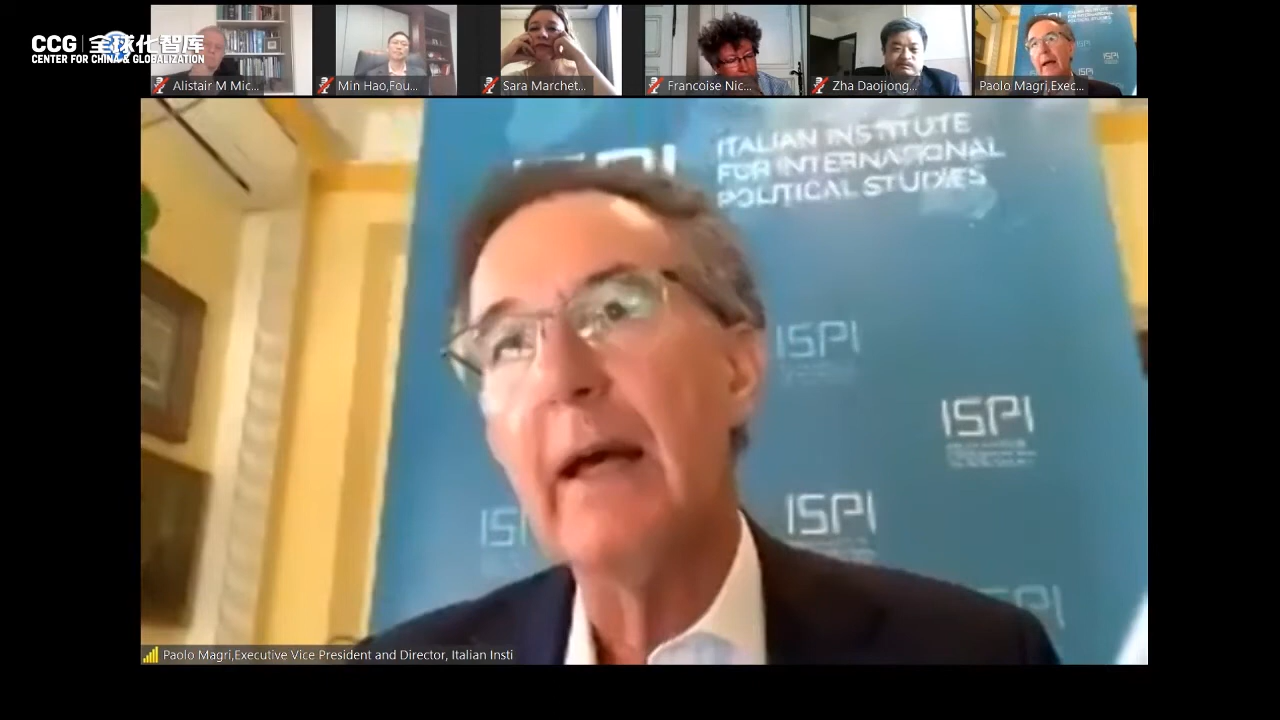 CCG 全球化智库
CENTER FOR CHINA & GLOBALIZATION
Alistair M Mic...
Min Hao,Fou...
Sara Marchet...
Francoise Nic...
Zha Daojiong...
Paolo Magri,Exec...
ISPI
ISPI
ITALIAN INSTITUTE
FOR INTERNATIONAL
POLITICAL STUDIES
ISPI
ISPI
ISPI
Paolo Magri,Executive Vice President and Director, Italian Insti